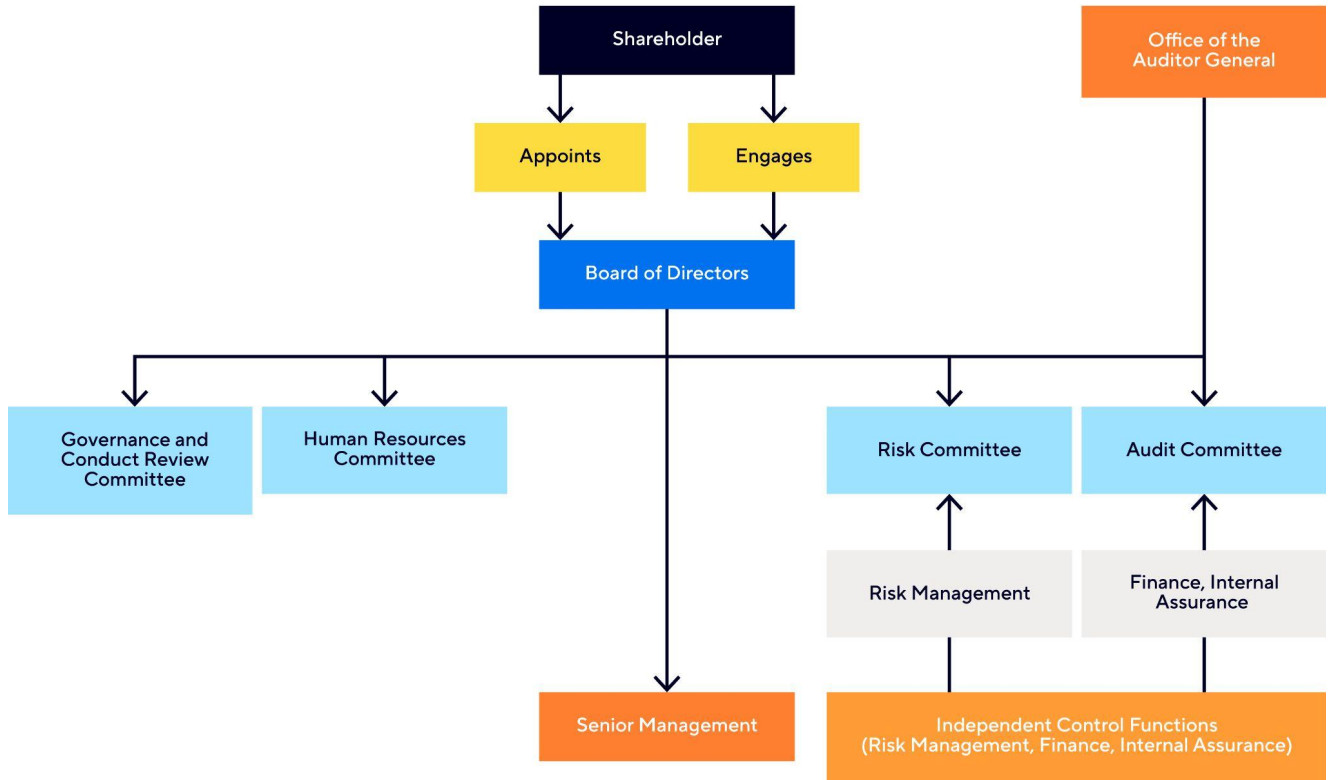 Shareholder
Office of the
Auditor General
Appoints
Engages
Board of Directors
Governance and
Conduct Review
Committee
Human Resources
Committee
Risk Committee
Audit Committee
Risk Management
Finance, Internal
Assurance
Senior Management
Independent Control Functions
(Risk Management, Finance, Internal Assurance)